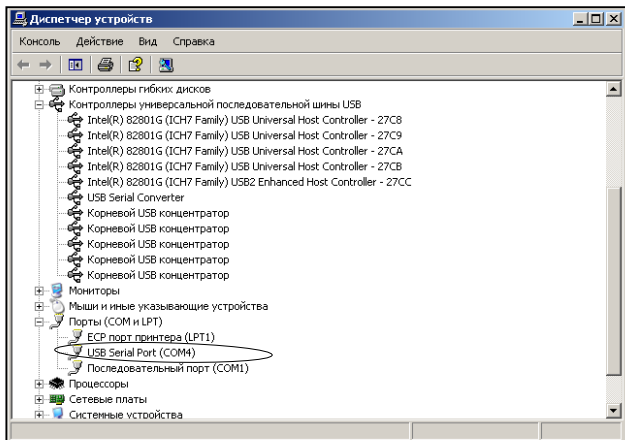 Диспетчер устройств
Консоль Действие Вид Справка
Контроллеры гибких дисков
Контроллеры универсальной последовательной шины USB
Intel(R) 82801G (ICH7 Family) USB Universal Host Controller - 27C8
Intel(R) 82801G (ICH7 Family) USB Universal Host Controller - 27C9
Intel(R) 82801G (ICH7 Family) USB Universal Host Controller - 27CA
Intel(R) 82801G (ICH7 Family) USB Universal Host Controller - 27CB
Intel(R) 82801G (ICH7 Family) USB2 Enhanced Host Controller - 27CC
USB Serial Converter
Корневой USB концентратор
Корневой USB концентратор
Корневой USB концентратор
Корневой USB концентратор
Корневой USB концентратор
Мониторы
Мыши и иные указывающие устройства
Порты (COM и LPT)
ECP порт принтера (LPT1)
USB Serial Port (COM4)
Последовательный порт (COM1)
Процессоры
Сетевые платы
Системные устройства